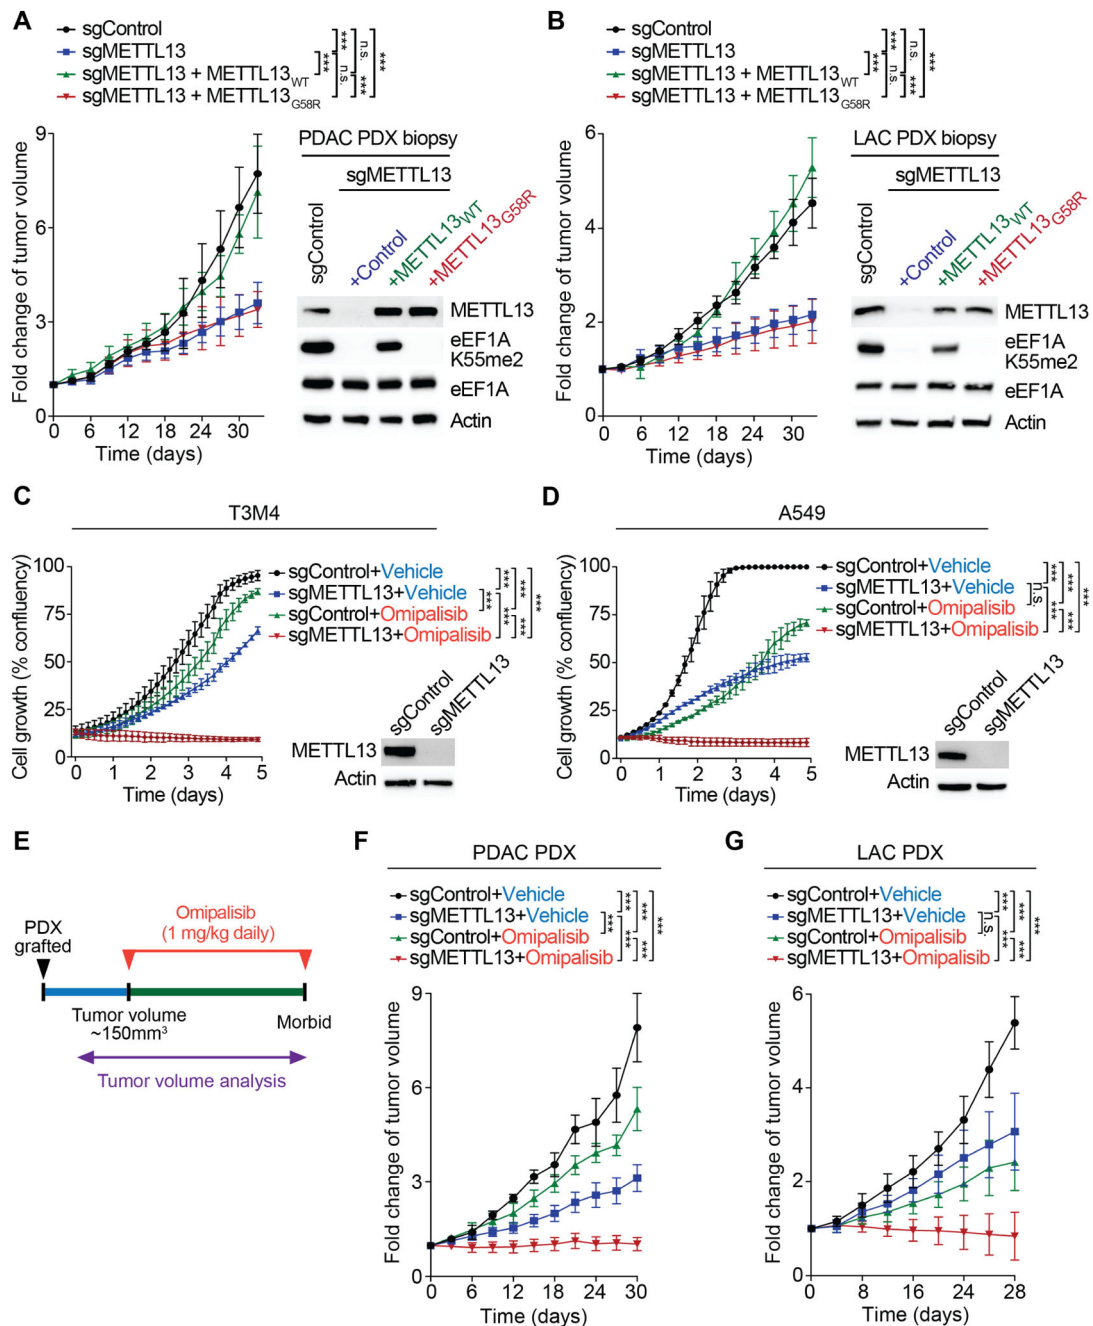 A
sgControl
sgMETTL13
sgMETTL13 + METTL13WT
sgMETTL13 + METTL13G58R
***
n.s.
***
***
n.s.
***
Fold change of tumor volume
9
6
3
0
0 6 12 18 24 30
Time (days)
PDAC PDX biopsy
sgMETTL13
sgControl
+Control
+METTL13WT
+METTL13G58R
METTL13
eEF1A
K55me2
eEF1A
Actin
B
sgControl
sgMETTL13
sgMETTL13 + METTL13WT
sgMETTL13 + METTL13G58R
***
n.s.
***
***
n.s.
***
Fold change of tumor volume
6
4
2
0
0 6 12 18 24 30
Time (days)
LAC PDX biopsy
sgMETTL13
sgControl
+Control
+METTL13WT
+METTL13G58R
METTL13
eEF1A
K55me2
eEF1A
Actin
C
T3M4
Cell growth (% confluency)
100
75
50
25
0
0 1 2 3 4 5
Time (days)
sgControl+Vehicle
sgMETTL13+Vehicle
sgControl+Omipalisib
sgMETTL13+Omipalisib
***
***
***
***
***
***
sgControl
sgMETTL13
METTL13
Actin
D
A549
Cell growth (% confluency)
100
75
50
25
0
0 1 2 3 4 5
Time (days)
sgControl+Vehicle
sgMETTL13+Vehicle
sgControl+Omipalisib
sgMETTL13+Omipalisib
***
***
***
n.s.
***
***
sgControl
sgMETTL13
METTL13
Actin
E
PDX
grafted
Omipalisib
(1 mg/kg daily)
Tumor volume
~150mm3
Morbid
Tumor volume analysis
F
PDAC PDX
sgControl+Vehicle
sgMETTL13+Vehicle
sgControl+Omipalisib
sgMETTL13+Omipalisib
***
***
***
***
***
***
Fold change of tumor volume
9
6
3
0
0 6 12 18 24 30
Time (days)
G
LAC PDX
sgControl+Vehicle
sgMETTL13+Vehicle
sgControl+Omipalisib
sgMETTL13+Omipalisib
***
***
***
n.s.
***
***
Fold change of tumor volume
6
4
2
0
0 8 16 24 28
Time (days)